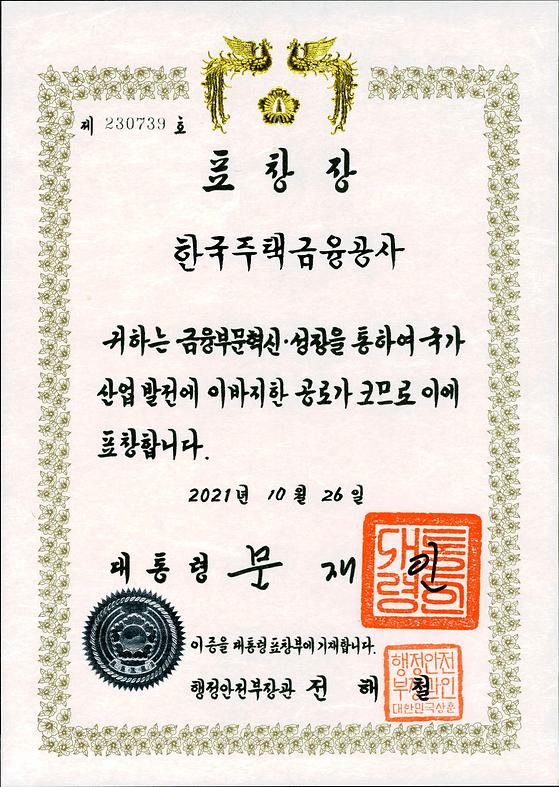 제 230739 호
표창장
한국주택금융공사
귀하는 금융부문혁신·성장을 통하여 국가
산업 발전에 이바지한 공로가 크므로 이에
표창합니다.
2021년 10월 26일
대통령 문 재 인
대통령의인
이 증을 대통령표창부에 기재합니다.
행정안전부장관 전 해 철
행정안전
부장관인
대한민국상훈